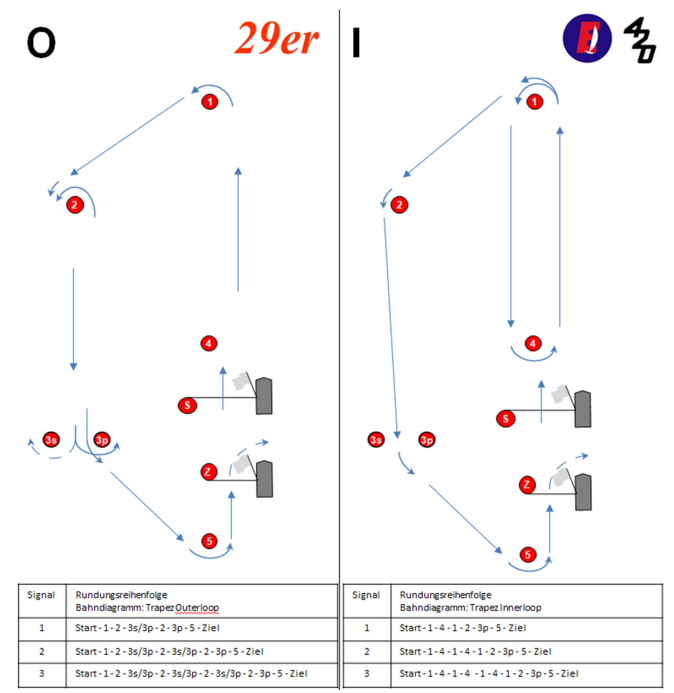 O
29er
1
2
4
S
3s
3p
Z
5
Signal
Rundungsreihenfolge
Bahndiagramm: Trapez Outerloop
1
Start - 1 - 2 - 3s/3p - 2 - 3p - 5 - Ziel
2
Start - 1 - 2 - 3s/3p - 2 - 3s/3p - 2 - 3p - 5 - Ziel
3
Start - 1 - 2 - 3s/3p - 2 - 3s/3p - 2 - 3s/3p - 2 - 3p - 5 - Ziel
I
420
1
2
4
S
3s
3p
Z
5
Signal
Rundungsreihenfolge
Bahndiagramm: Trapez Innerloop
1
Start - 1 - 4 - 1 - 2 - 3p - 5 - Ziel
2
Start - 1 - 4 - 1 - 4 - 1 - 2 - 3p - 5 - Ziel
3
Start - 1 - 4 - 1 - 4 - 1 - 4 - 1 - 2 - 3p - 5 - Ziel